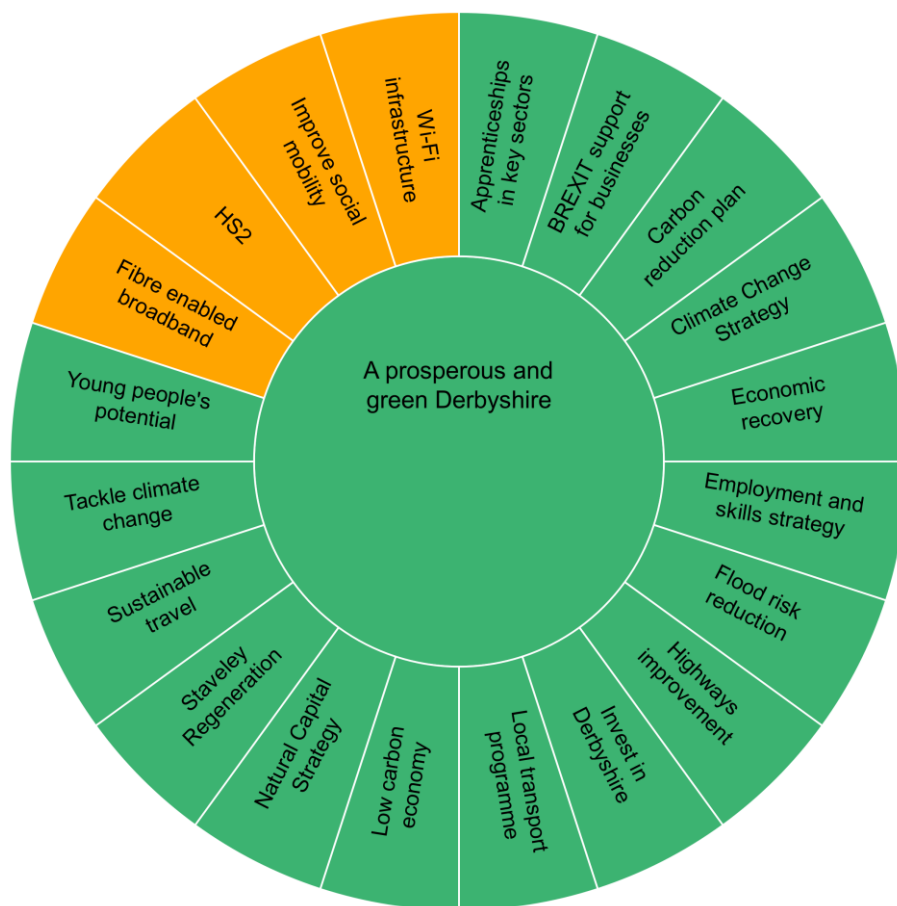 A prosperous and
green Derbyshire
Apprenticeships
in key sectors
BREXIT support
for businesses
Carbon
reduction plan
Climate Change
Strategy
Economic
recovery
Employment and
skills strategy
Flood risk
reduction
Highways
improvement
Invest in
Derbyshire
Local transport
programme
Low carbon
economy
Natural Capital
Strategy
Staveley
Regeneration
Sustainable
travel
Tackle climate
change
Young people's
potential
Fibre enabled
broadband
HS2
Improve social
mobility
Wi-Fi
infrastructure